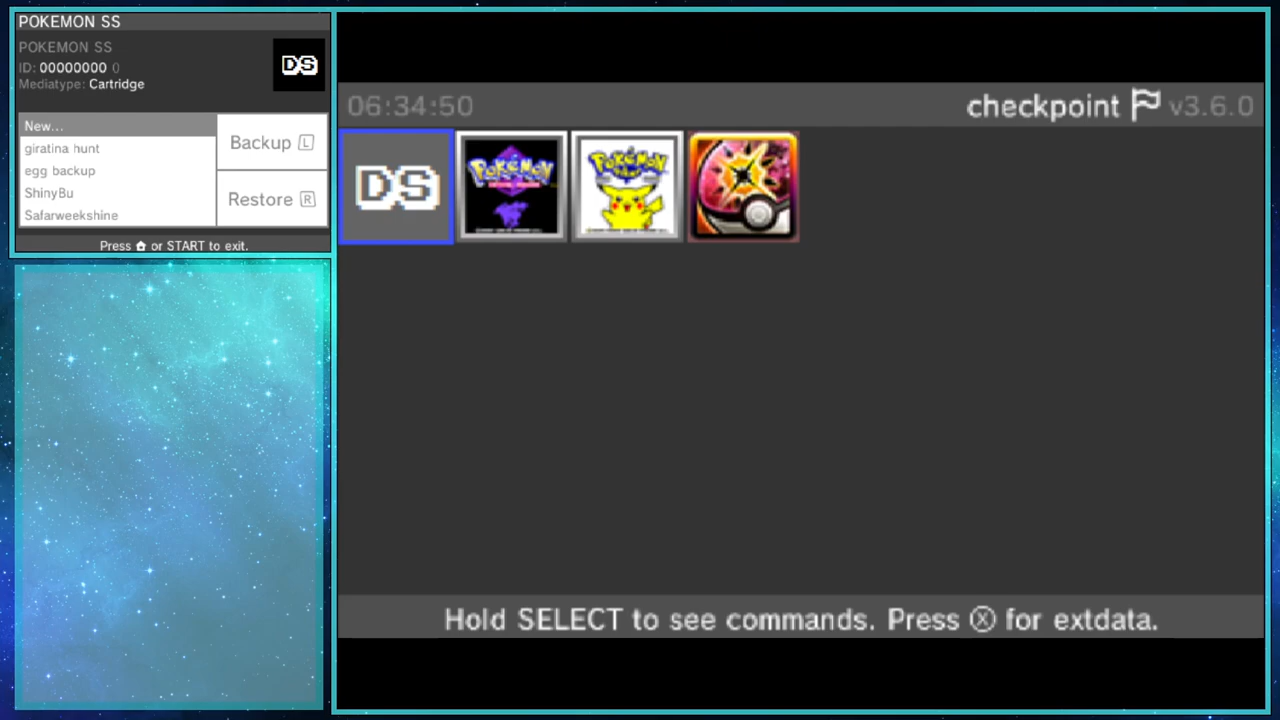 POKEMON SS
POKEMON SS
ID: 00000000 ()
Mediatype: Cartridge
DS
New...
giratina hunt
egg backup
ShinyBu
Safarweekshine
Backup L
Restore R
Press or START to exit.
06:34:50
checkpoint v3.6.0
DS
POKéMON
POKéMON
Hold SELECT to see commands. Press Ⓧ for extdata.